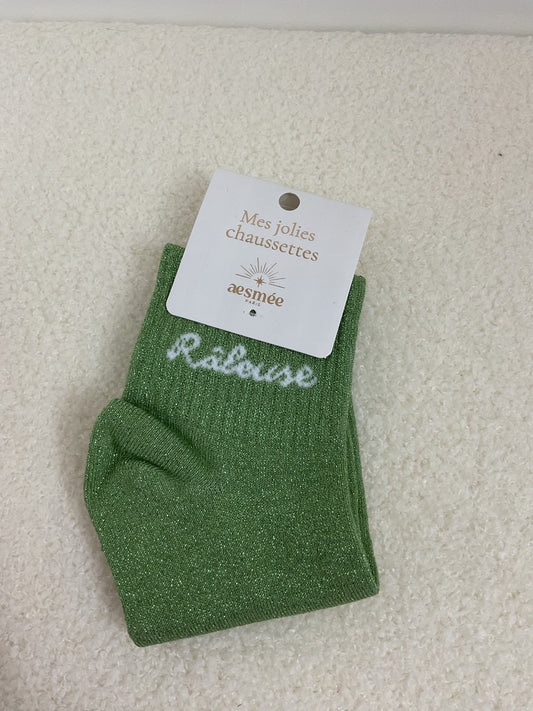 Mes jolies
chaussettes
aesmée
PARIS
Râleuse